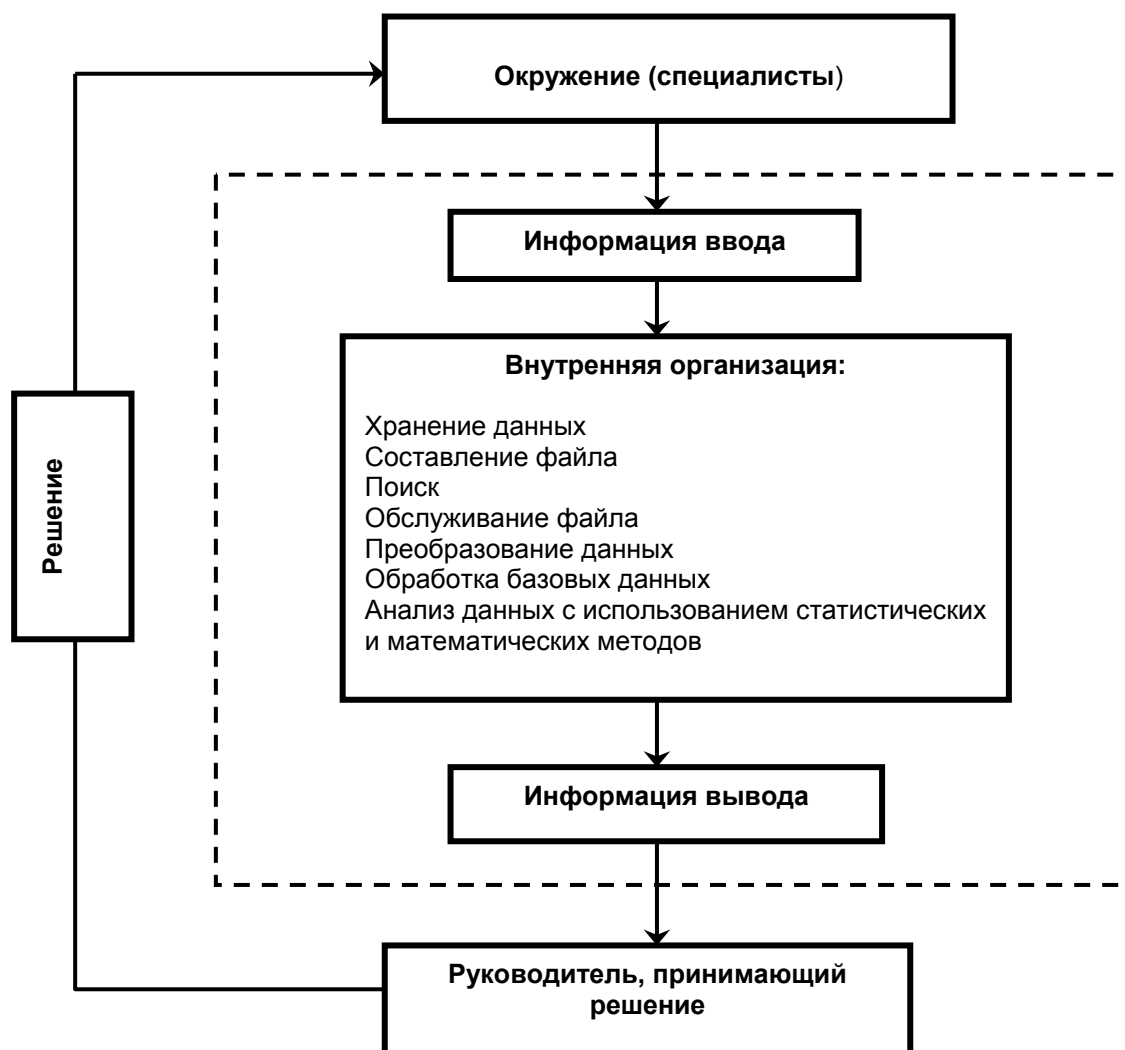 Окружение (специалисты)
Информация ввода
Внутренняя организация:
Хранение данных
Составление файла
Поиск
Обслуживание файла
Преобразование данных
Обработка базовых данных
Анализ данных с использованием статистических
и математических методов
Решение
Информация вывода
Руководитель, принимающий
решение